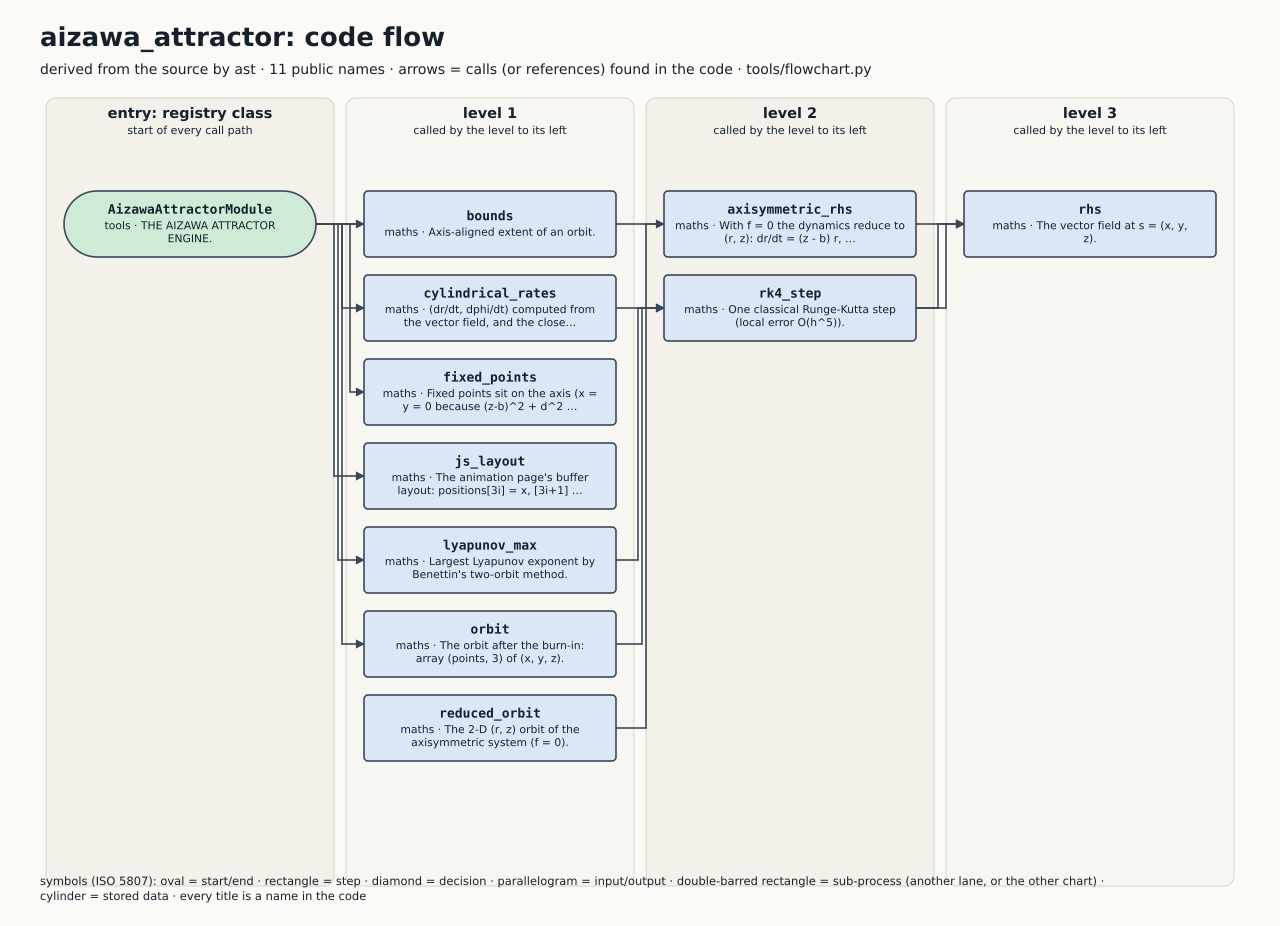 aizawa_attractor: code flow
derived from the source by ast · 11 public names · arrows = calls (or references) found in the code · tools/flowchart.py
entry: registry class
start of every call path
AizawaAttractorModule
tools · THE AIZAWA ATTRACTOR
ENGINE.
level 1
called by the level to its left
bounds
maths · Axis-aligned extent of an orbit.
cylindrical_rates
maths · (dr/dt, dphi/dt) computed from
the vector field, and the close…
fixed_points
maths · Fixed points sit on the axis (x =
y = 0 because (z-b)^2 + d^2 …
js_layout
maths · The animation page's buffer
layout: positions[3i] = x, [3i+1] …
lyapunov_max
maths · Largest Lyapunov exponent by
Benettin's two-orbit method.
orbit
maths · The orbit after the burn-in:
array (points, 3) of (x, y, z).
reduced_orbit
maths · The 2-D (r, z) orbit of the
axisymmetric system (f = 0).
level 2
called by the level to its left
axisymmetric_rhs
maths · With f = 0 the dynamics reduce to
(r, z): dr/dt = (z - b) r, …
rk4_step
maths · One classical Runge-Kutta step
(local error O(h^5)).
level 3
called by the level to its left
rhs
maths · The vector field at s = (x, y,
z).
symbols (ISO 5807): oval = start/end · rectangle = step · diamond = decision · parallelogram = input/output · double-barred rectangle = sub-process (another lane, or the other chart) ·
cylinder = stored data · every title is a name in the code